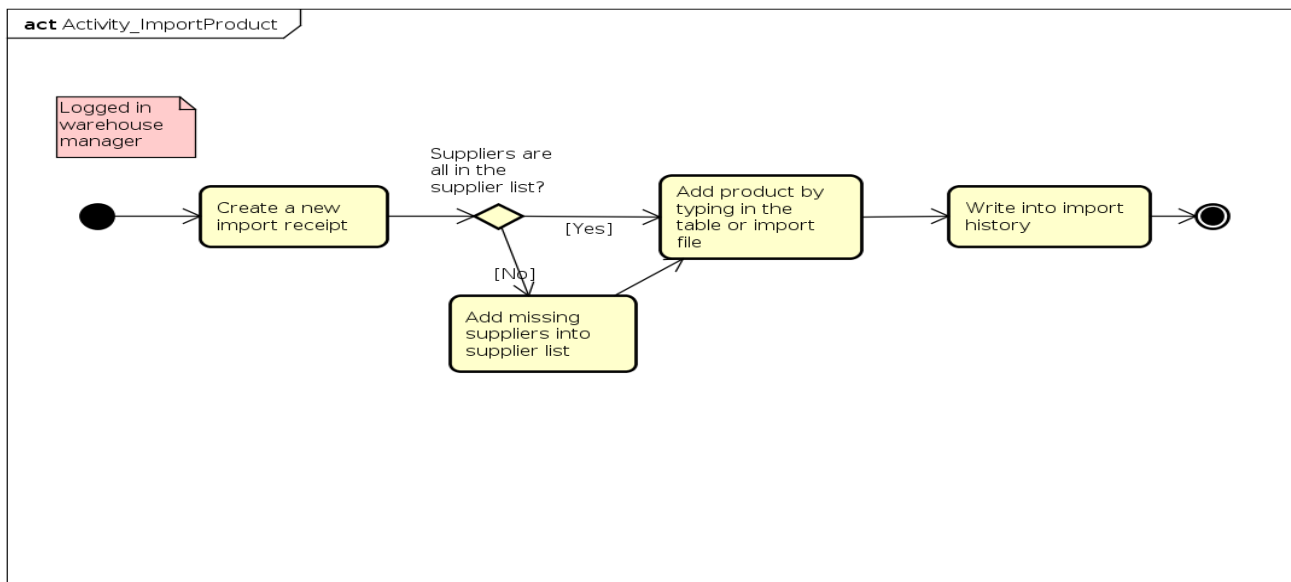 act Activity_ImportProduct
Logged in
warehouse
manager
Suppliers are
all in the
supplier list?
Create a new
import receipt
[Yes]
[No]
Add product by
typing in the
table or import
file
Write into import
history
Add missing
suppliers into
supplier list